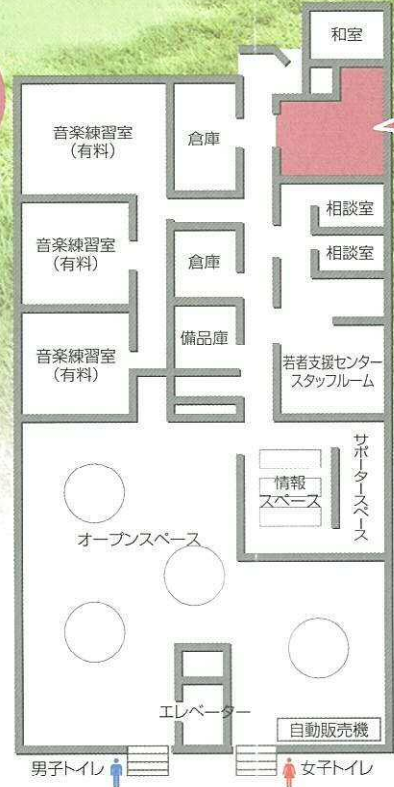 和室
音楽練習室
(有料)
倉庫
相談室
相談室
音楽練習室
(有料)
倉庫
備品庫
音楽練習室
(有料)
若者支援センター
スタッフルーム
サポータースペース
情報
スペース
オープンスペース
エレベーター
自動販売機
男子トイレ
女子トイレ